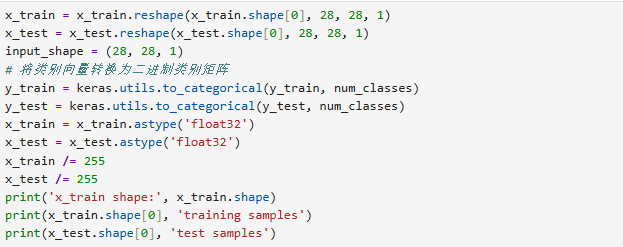 x_train = x_train.reshape(x_train.shape[0], 28, 28, 1)
x_test = x_test.reshape(x_test.shape[0], 28, 28, 1)
input_shape = (28, 28, 1)
# 将类别向量转换为二进制类别矩阵
y_train = keras.utils.to_categorical(y_train, num_classes)
y_test = keras.utils.to_categorical(y_test, num_classes)
x_train = x_train.astype('float32')
x_test = x_test.astype('float32')
x_train /= 255
x_test /= 255
print('x_train shape:', x_train.shape)
print(x_train.shape[0], 'training samples')
print(x_test.shape[0], 'test samples')